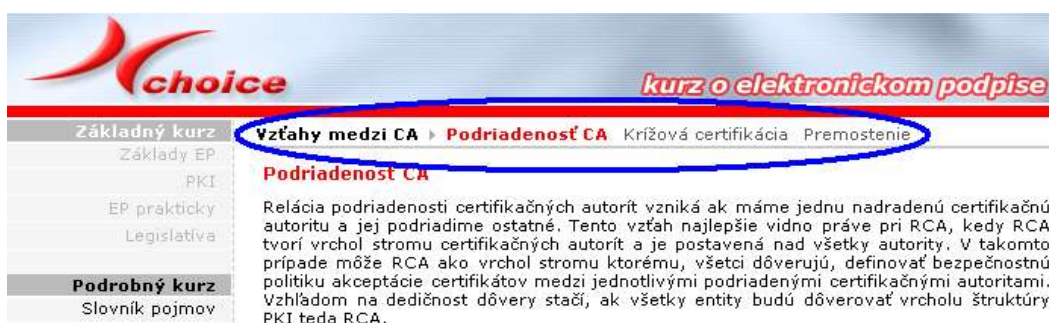 choice
kurz o elektronickom podpise
Základný kurz
Základy EP
PKI
EP prakticky
Legislatíva
Podrobný kurz
Slovník pojmov
Vzťahy medzi CA Podriadenosť CA Krížová certifikácia Premostenie
Podriadenosť CA
Relácia podriadenosti certifikačných autorít vzniká ak máme jednu nadradenú certifikačnú
autoritu a jej podriadime ostatné. Tento vzťah najlepšie vidno práve pri RCA, kedy RCA
tvorí vrchol stromu certifikačných autorít a je postavená nad všetky autority. V takomto
prípade môže RCA ako vrchol stromu ktorému, všetci dôverujú, definovať bezpečnostnú
politiku akceptácie certifikátov medzi jednotlivými podriadenými certifikačnými autoritami.
Vzhľadom na dedičnosť dôvery stačí, ak všetky entity budú dôverovať vrcholu štruktúry
PKI teda RCA.